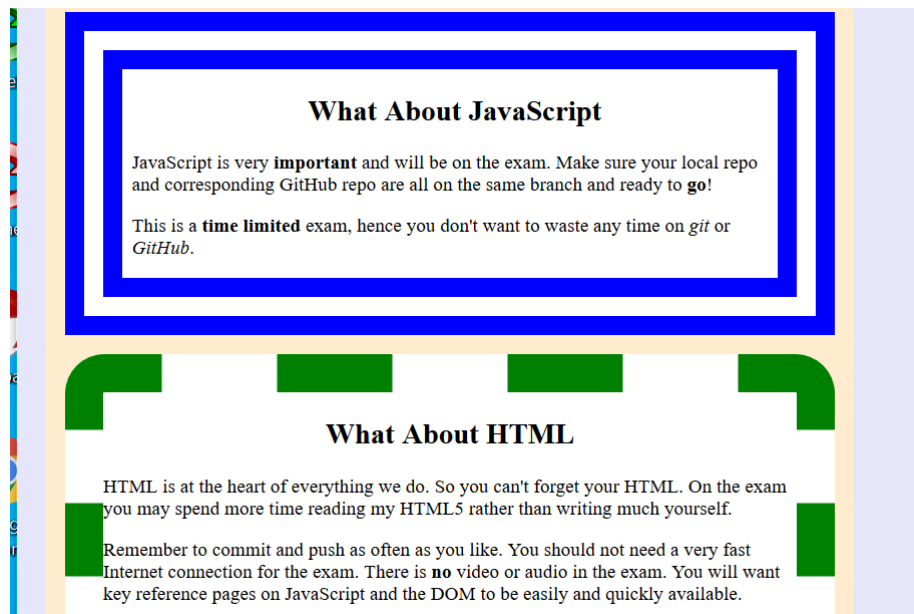 What About JavaScript
JavaScript is very important and will be on the exam. Make sure your local repo
and corresponding GitHub repo are all on the same branch and ready to go!
This is a time limited exam, hence you don't want to waste any time on git or
GitHub.
What About HTML
HTML is at the heart of everything we do. So you can't forget your HTML. On the exam
you may spend more time reading my HTML5 rather than writing much yourself.
Remember to commit and push as often as you like. You should not need a very fast
Internet connection for the exam. There is no video or audio in the exam. You will want
key reference pages on JavaScript and the DOM to be easily and quickly available.